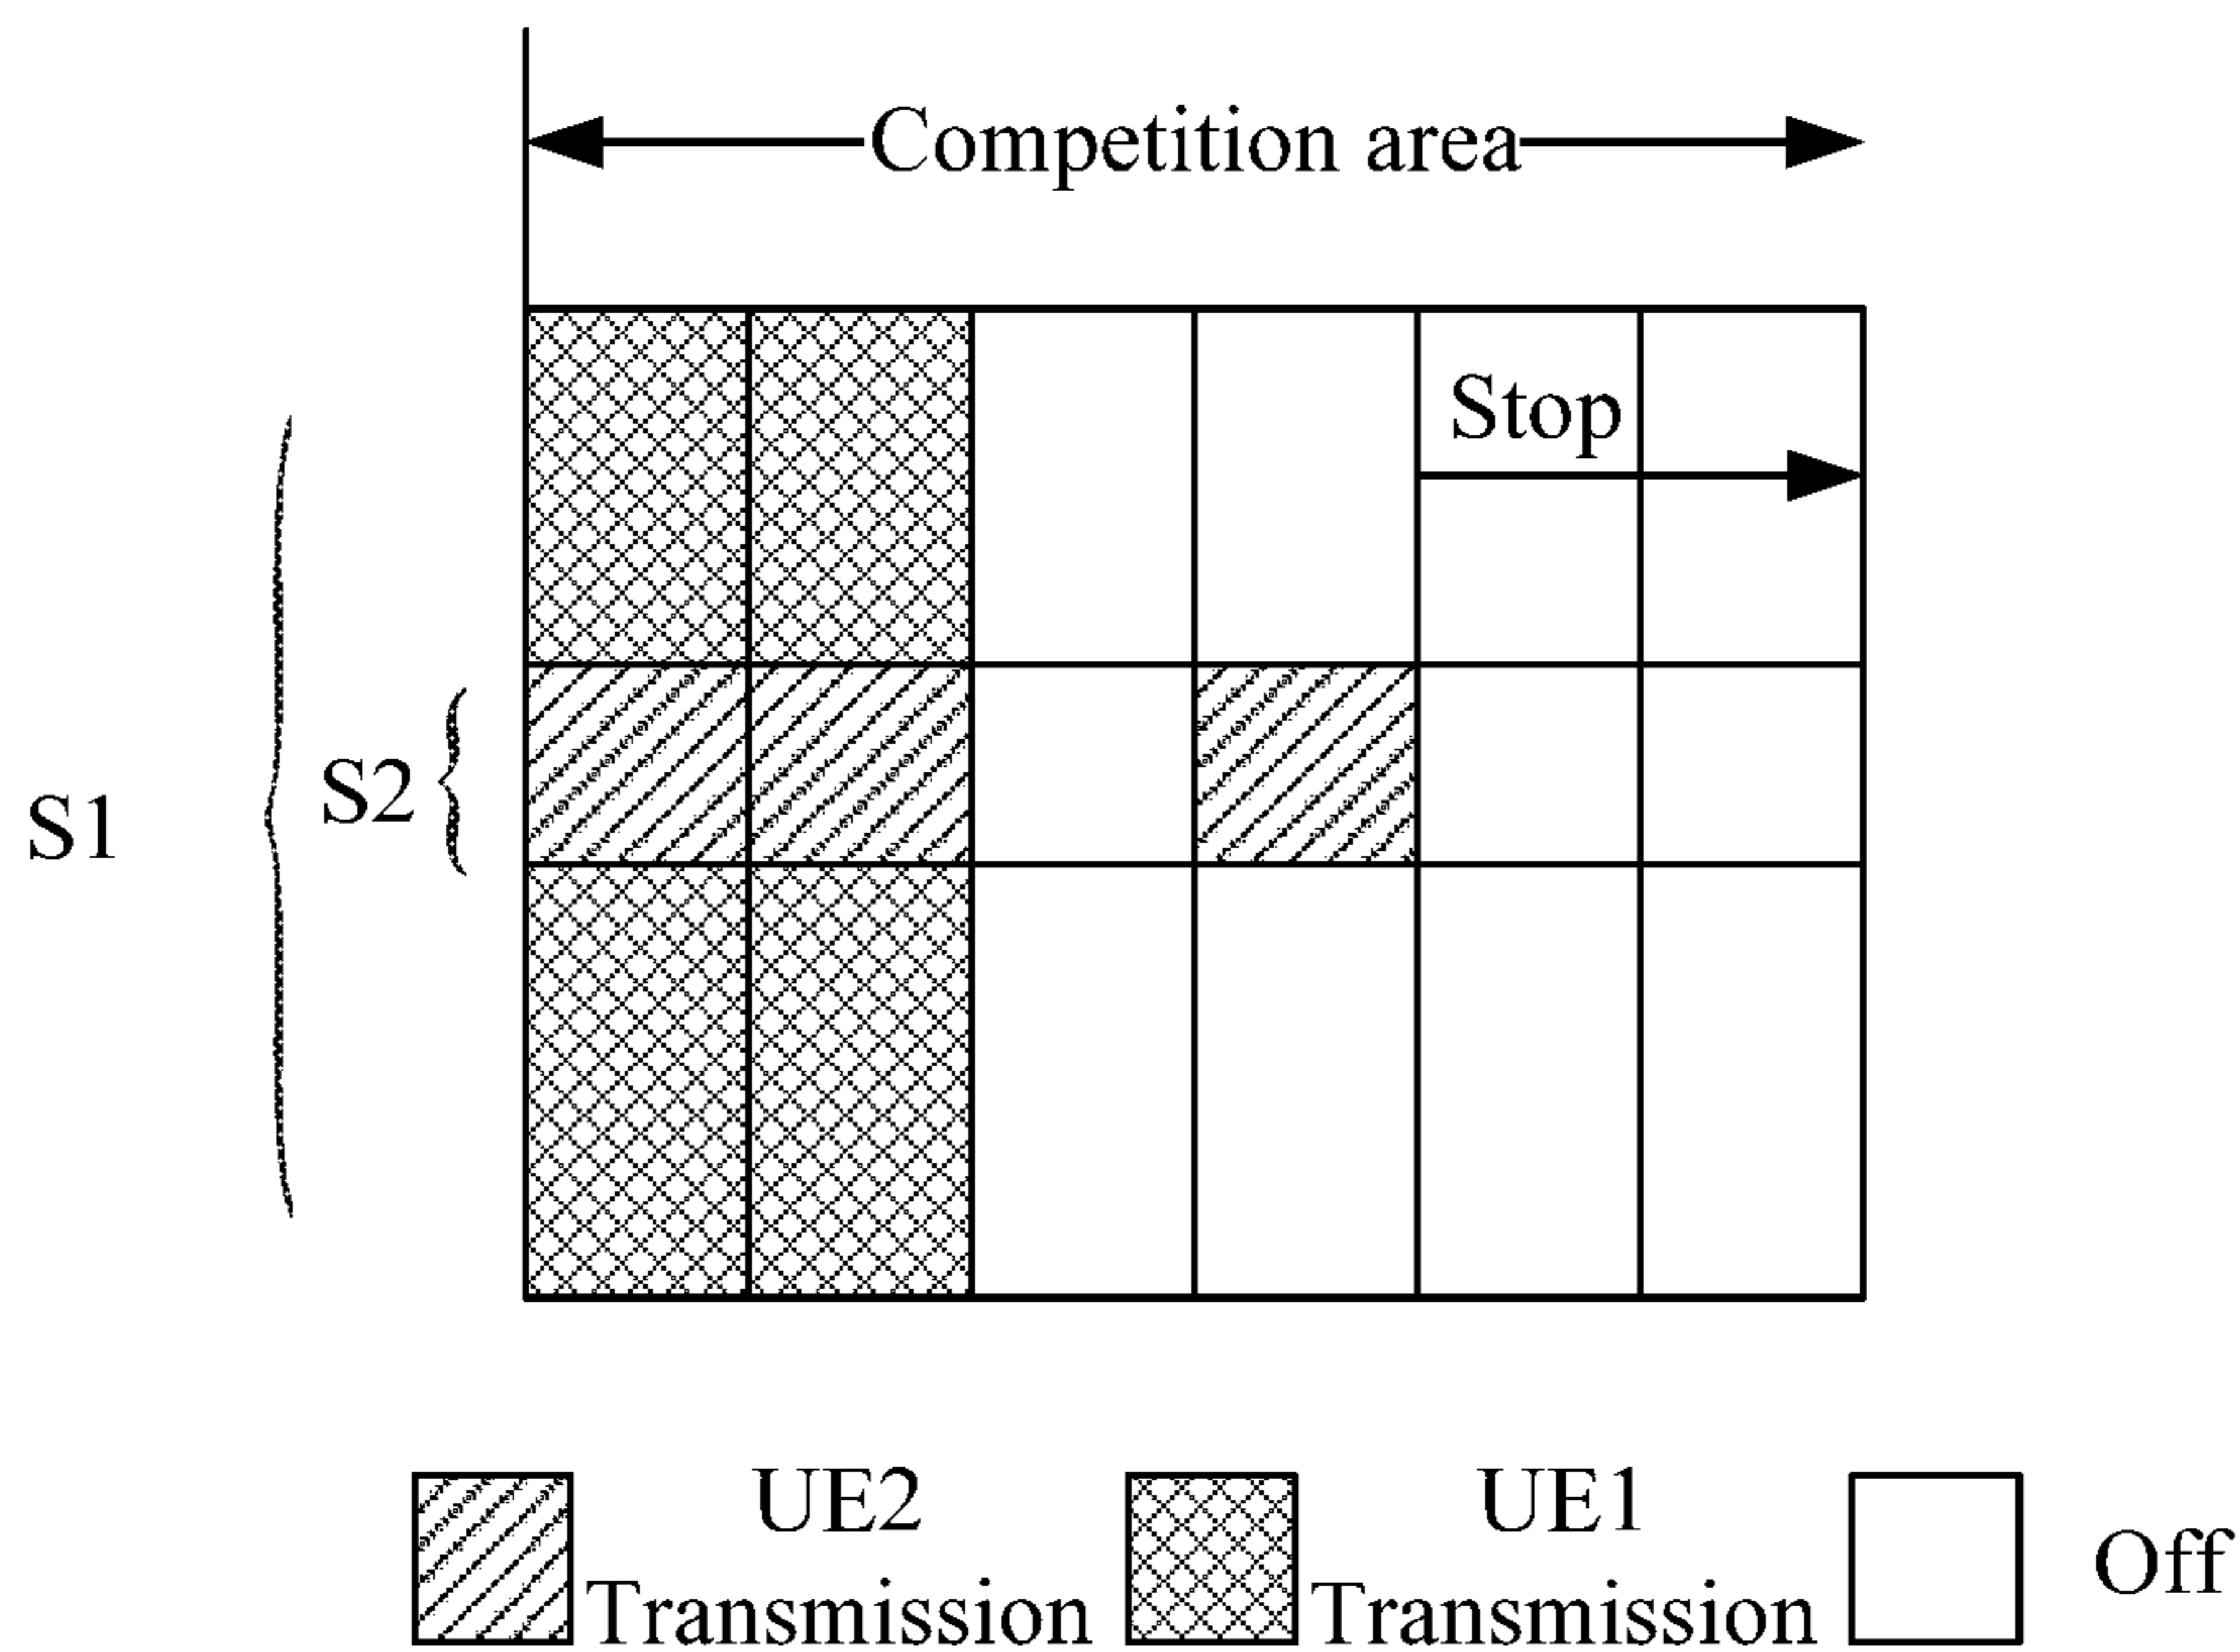 Competition area
Stop
S1
S2
UE2
Transmission
UE1
Transmission
Off